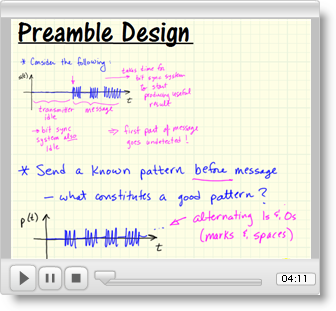 Preamble Design
* Consider the following:
takes time for
bit sync system
to start
producing useful
result
t
transmitter
idle
message
→ bit sync
system also
idle
⇒ first part of message
goes undetected!
* Send a known pattern before message
- what constitutes a good pattern?
p(t)
...
alternating 1s & 0s
(marks & spaces)
t
04:11